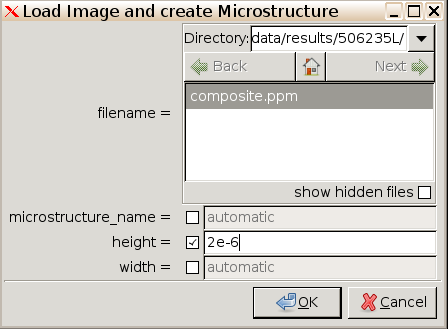 Load Image and create Microstructure
Directory: data/results/506235L/
Back Next
filename = composite.ppm
show hidden files
microstructure_name = automatic
height = 2e-6
width = automatic
OK Cancel